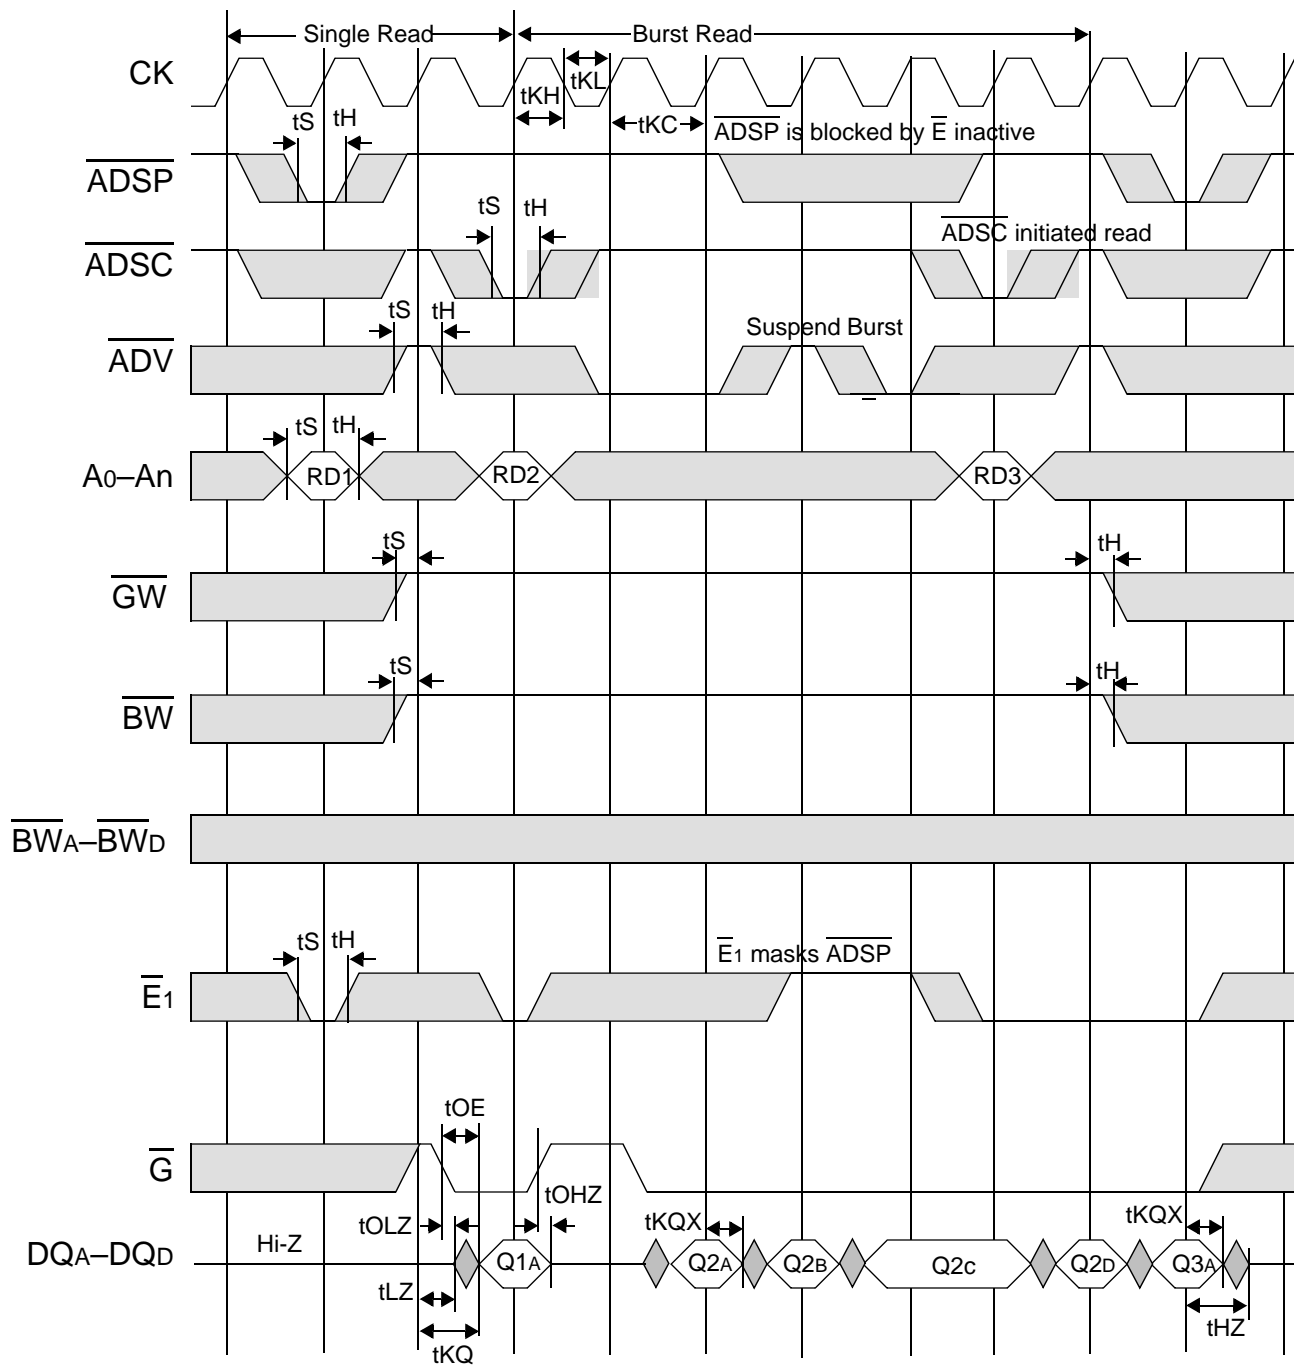 Single Read Burst Read
CK
tKL
tKH
tS tH tKC ADSP is blocked by E inactive
ADSP
tS tH
ADSC initiated read
ADSC
tS tH Suspend Burst
ADV
tS tH
A0–An RD1 RD2 RD3
tS tH
GW
tS tH
BW
BWA–BWD
tS tH E1 masks ADSP
E1
tOE
G
tOHZ
tOLZ tKQX tKQX
DQA–DQD Hi-Z Q1A Q2A Q2B Q2c Q2D Q3A
tLZ
tHZ
tKQ